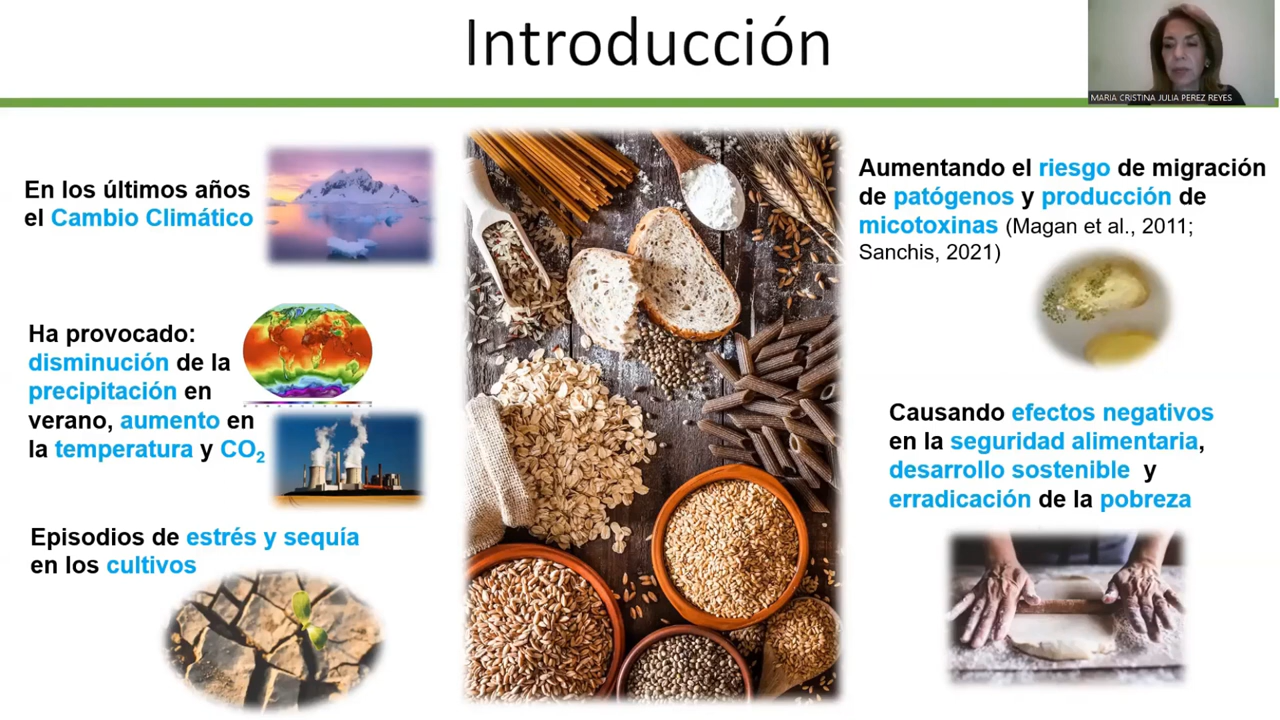 Introducción
MARIA CRISTINA JULIA PEREZ REYES
En los últimos años
el Cambio Climático
Ha provocado:
disminución de la
precipitación en
verano, aumento en
la temperatura y CO₂
Episodios de estrés y sequía
en los cultivos
Aumentando el riesgo de migración
de patógenos y producción de
micotoxinas (Magan et al., 2011;
Sanchis, 2021)
Causando efectos negativos
en la seguridad alimentaria,
desarrollo sostenible y
erradicación de la pobreza